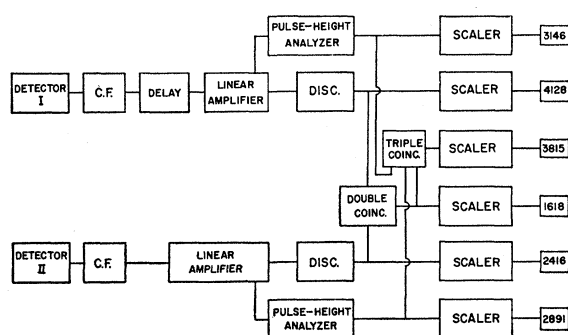 PULSE-HEIGHT
ANALYZER
SCALER
3146
DETECTOR
I
C.F.
DELAY
LINEAR
AMPLIFIER
DISC.
SCALER
4128
TRIPLE
COINC.
SCALER
3815
DOUBLE
COINC.
SCALER
1618
DETECTOR
II
C.F.
LINEAR
AMPLIFIER
DISC.
SCALER
2416
PULSE-HEIGHT
ANALYZER
SCALER
2891